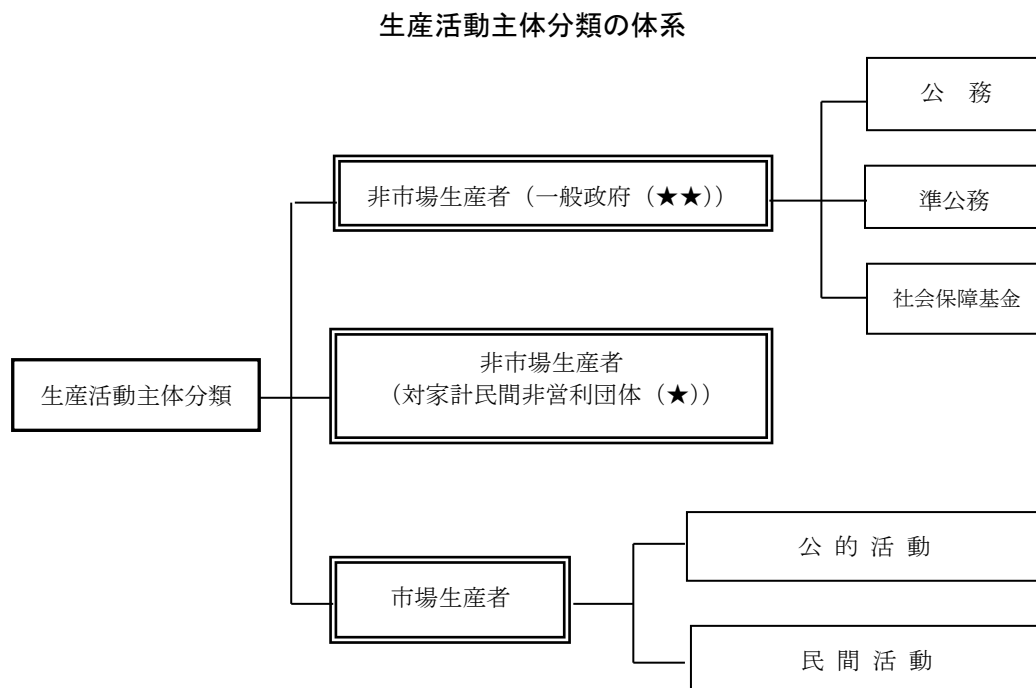 生産活動主体分類の体系
公　務
非市場生産者（一般政府（★★））
準公務
社会保障基金
非市場生産者
（対家計民間非営利団体（★））
生産活動主体分類
公 的 活 動
市場生産者
民 間 活 動